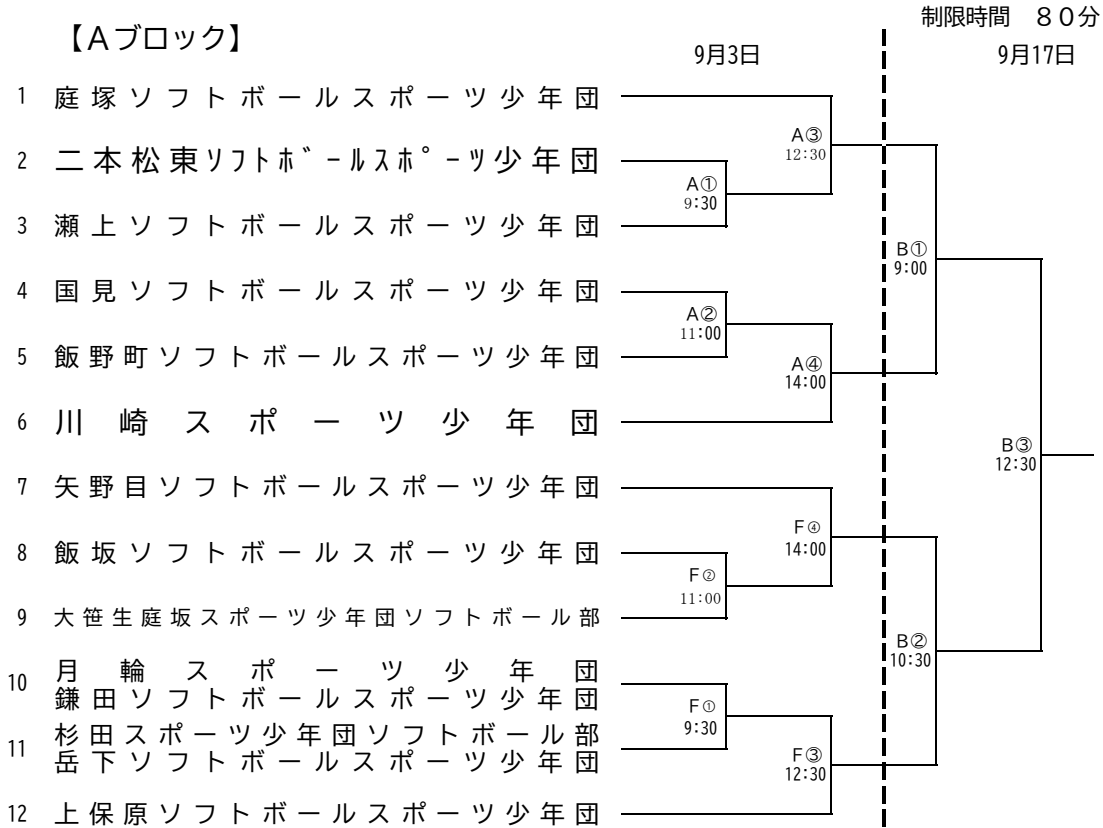 制限時間　８０分
【Ａブロック】
9月3日
9月17日
1 庭塚ソフトボールスポーツ少年団
A③
12:30
2 二本松東ｿﾌﾄﾎﾞｰﾙｽﾎﾟｰﾂ少年団
A①
9:30
3 瀬上ソフトボールスポーツ少年団
B①
9:00
4 国見ソフトボールスポーツ少年団
A②
11:00
5 飯野町ソフトボールスポーツ少年団
A④
14:00
6 川崎スポーツ少年団
B③
12:30
7 矢野目ソフトボールスポーツ少年団
F④
14:00
8 飯坂ソフトボールスポーツ少年団
F②
11:00
9 大笹生庭坂スポーツ少年団ソフトボール部
B②
10:30
10 月輪スポーツ少年団
鎌田ソフトボールスポーツ少年団
F①
9:30
11 杉田スポーツ少年団ソフトボール部
岳下ソフトボールスポーツ少年団
F③
12:30
12 上保原ソフトボールスポーツ少年団